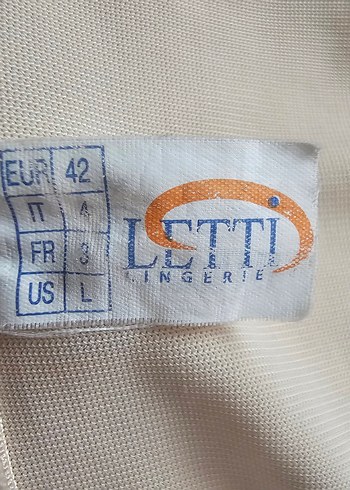 EUR 42
IT 4
FR 3
US L
LETTI
LINGERIE